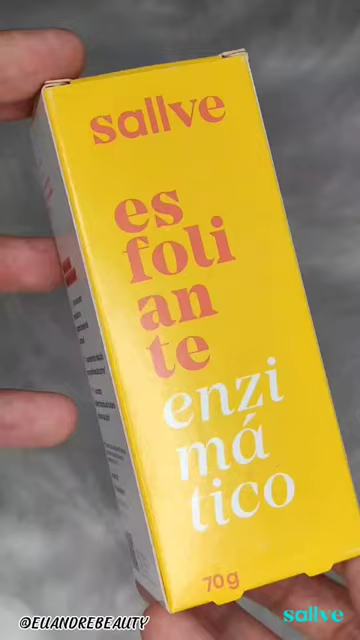 sallve
es
foli
an
te
enzi
má
tico
70g
@EUANDREBEAUTY
sallve